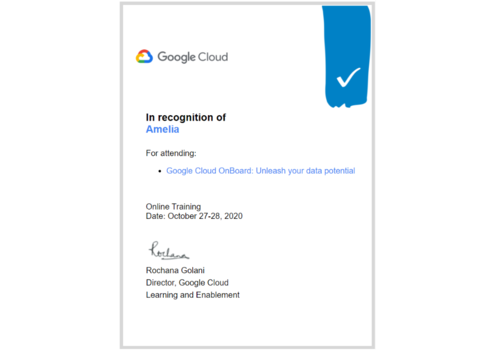 Google Cloud
In recognition of
Amelia
For attending:
• Google Cloud OnBoard: Unleash your data potential
Online Training
Date: October 27-28, 2020
Rochana
Rochana Golani
Director, Google Cloud
Learning and Enablement